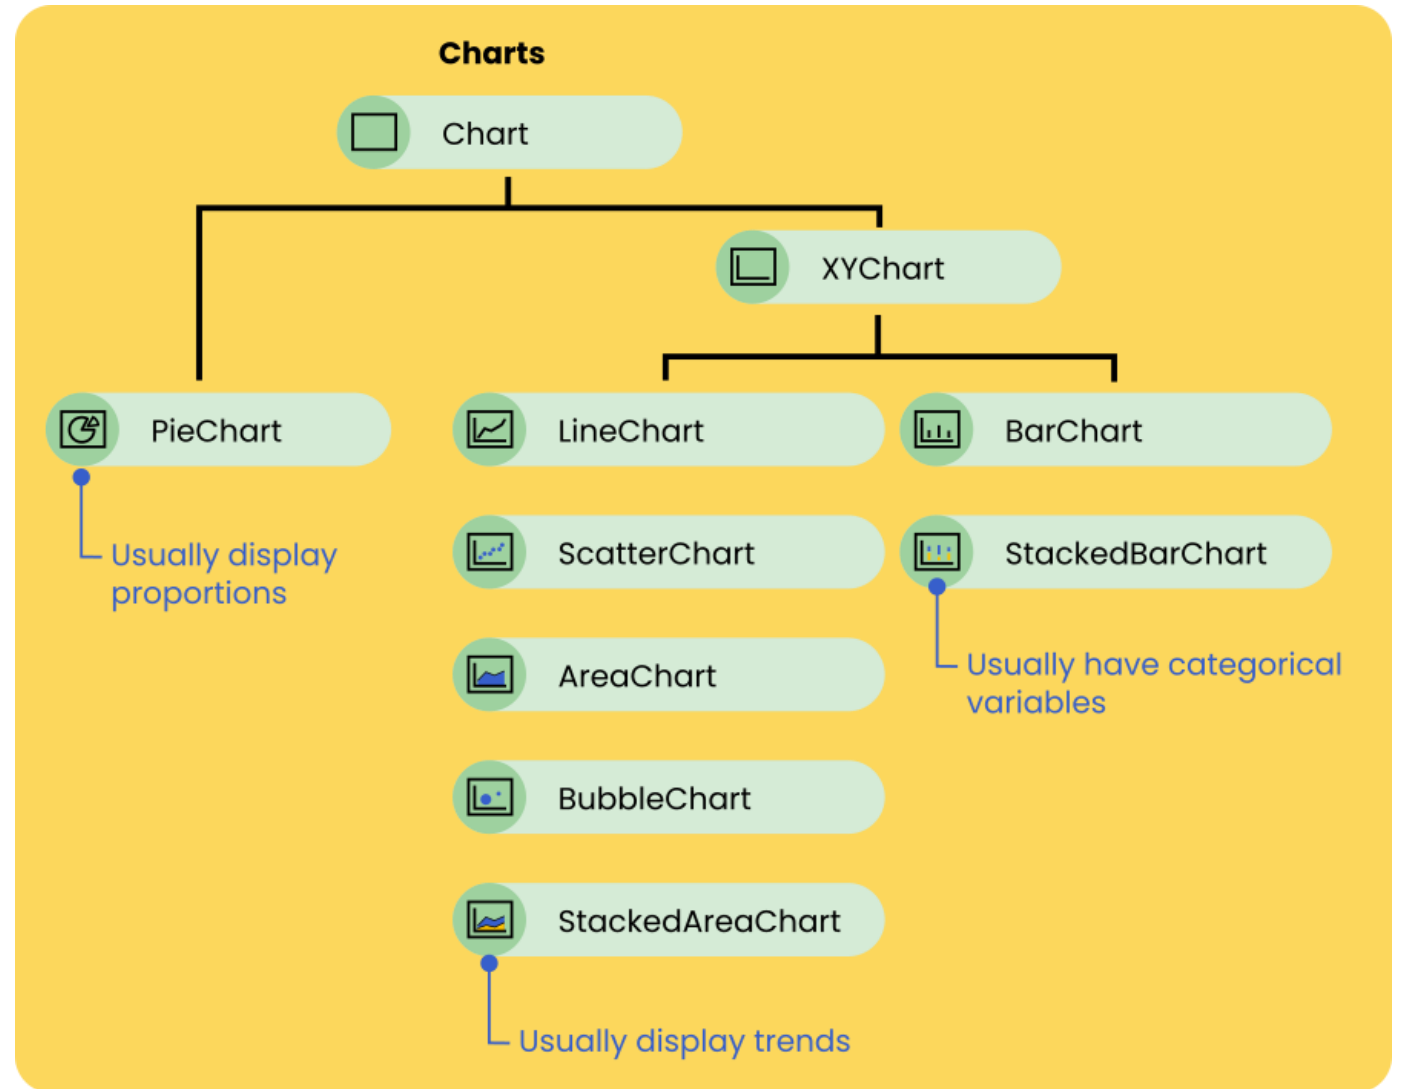 Charts
Chart
XYChart
PieChart
LineChart
BarChart
Usually display
proportions
ScatterChart
StackedBarChart
AreaChart
Usually have categorical
variables
BubbleChart
StackedAreaChart
Usually display trends